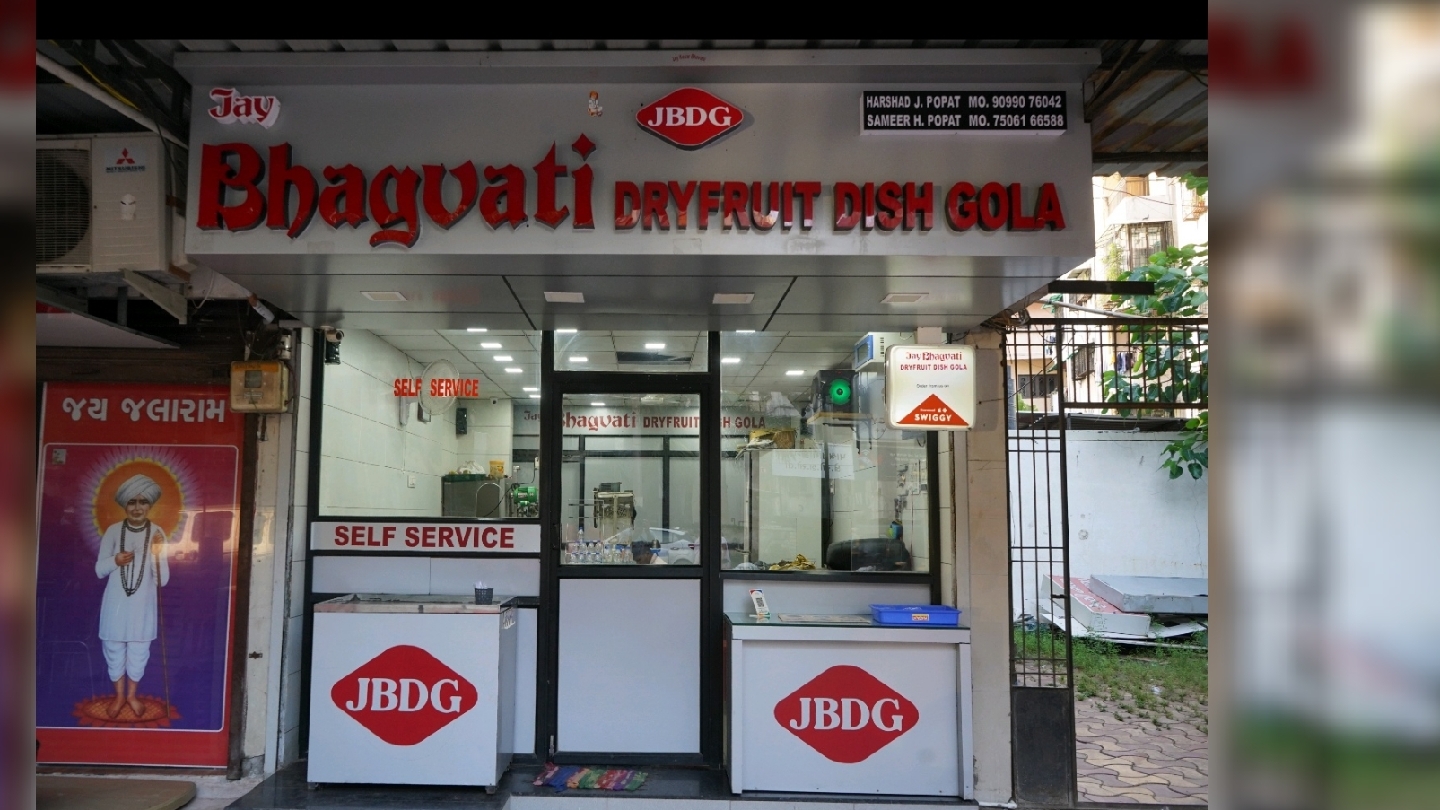 Jay
JBDG
HARSHAD J. POPAT MO. 90990 76042
SAMEER H. POPAT MO. 75061 66588
Bhagvati DRYFRUIT DISH GOLA
SELF SERVICE
Jay Bhagvati
DRYFRUIT DISH GOLA
SWIGGY
જય જલારામ
Bhagvati DRYFRUIT DISH GOLA
SELF SERVICE
JBDG
JBDG